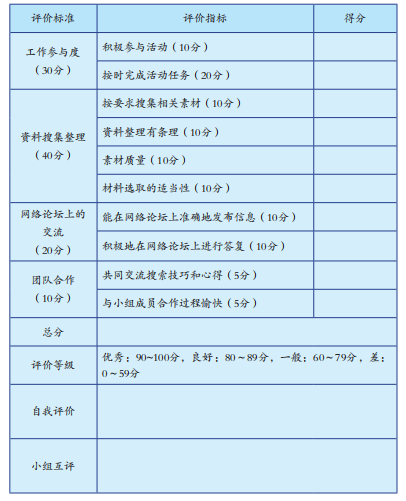 评价标准 评价指标 得分
工作参与度
（30分）
积极参与活动（10分）
按时完成活动任务（20分）
资料搜集整理
（40分）
按要求搜集相关素材（10分）
资料整理有条理（10分）
素材质量（10分）
材料选取的适当性（10分）
网络论坛上的
交流
（20分）
能在网络论坛上准确地发布信息（10分）
积极地在网络论坛上进行答复（10分）
团队合作
（10分）
共同交流搜索技巧和心得（5分）
与小组成员合作过程愉快（5分）
总分
评价等级
优秀：90~100分，良好：80～89分，一般：60～79分，差：
0～59分
自我评价
小组互评